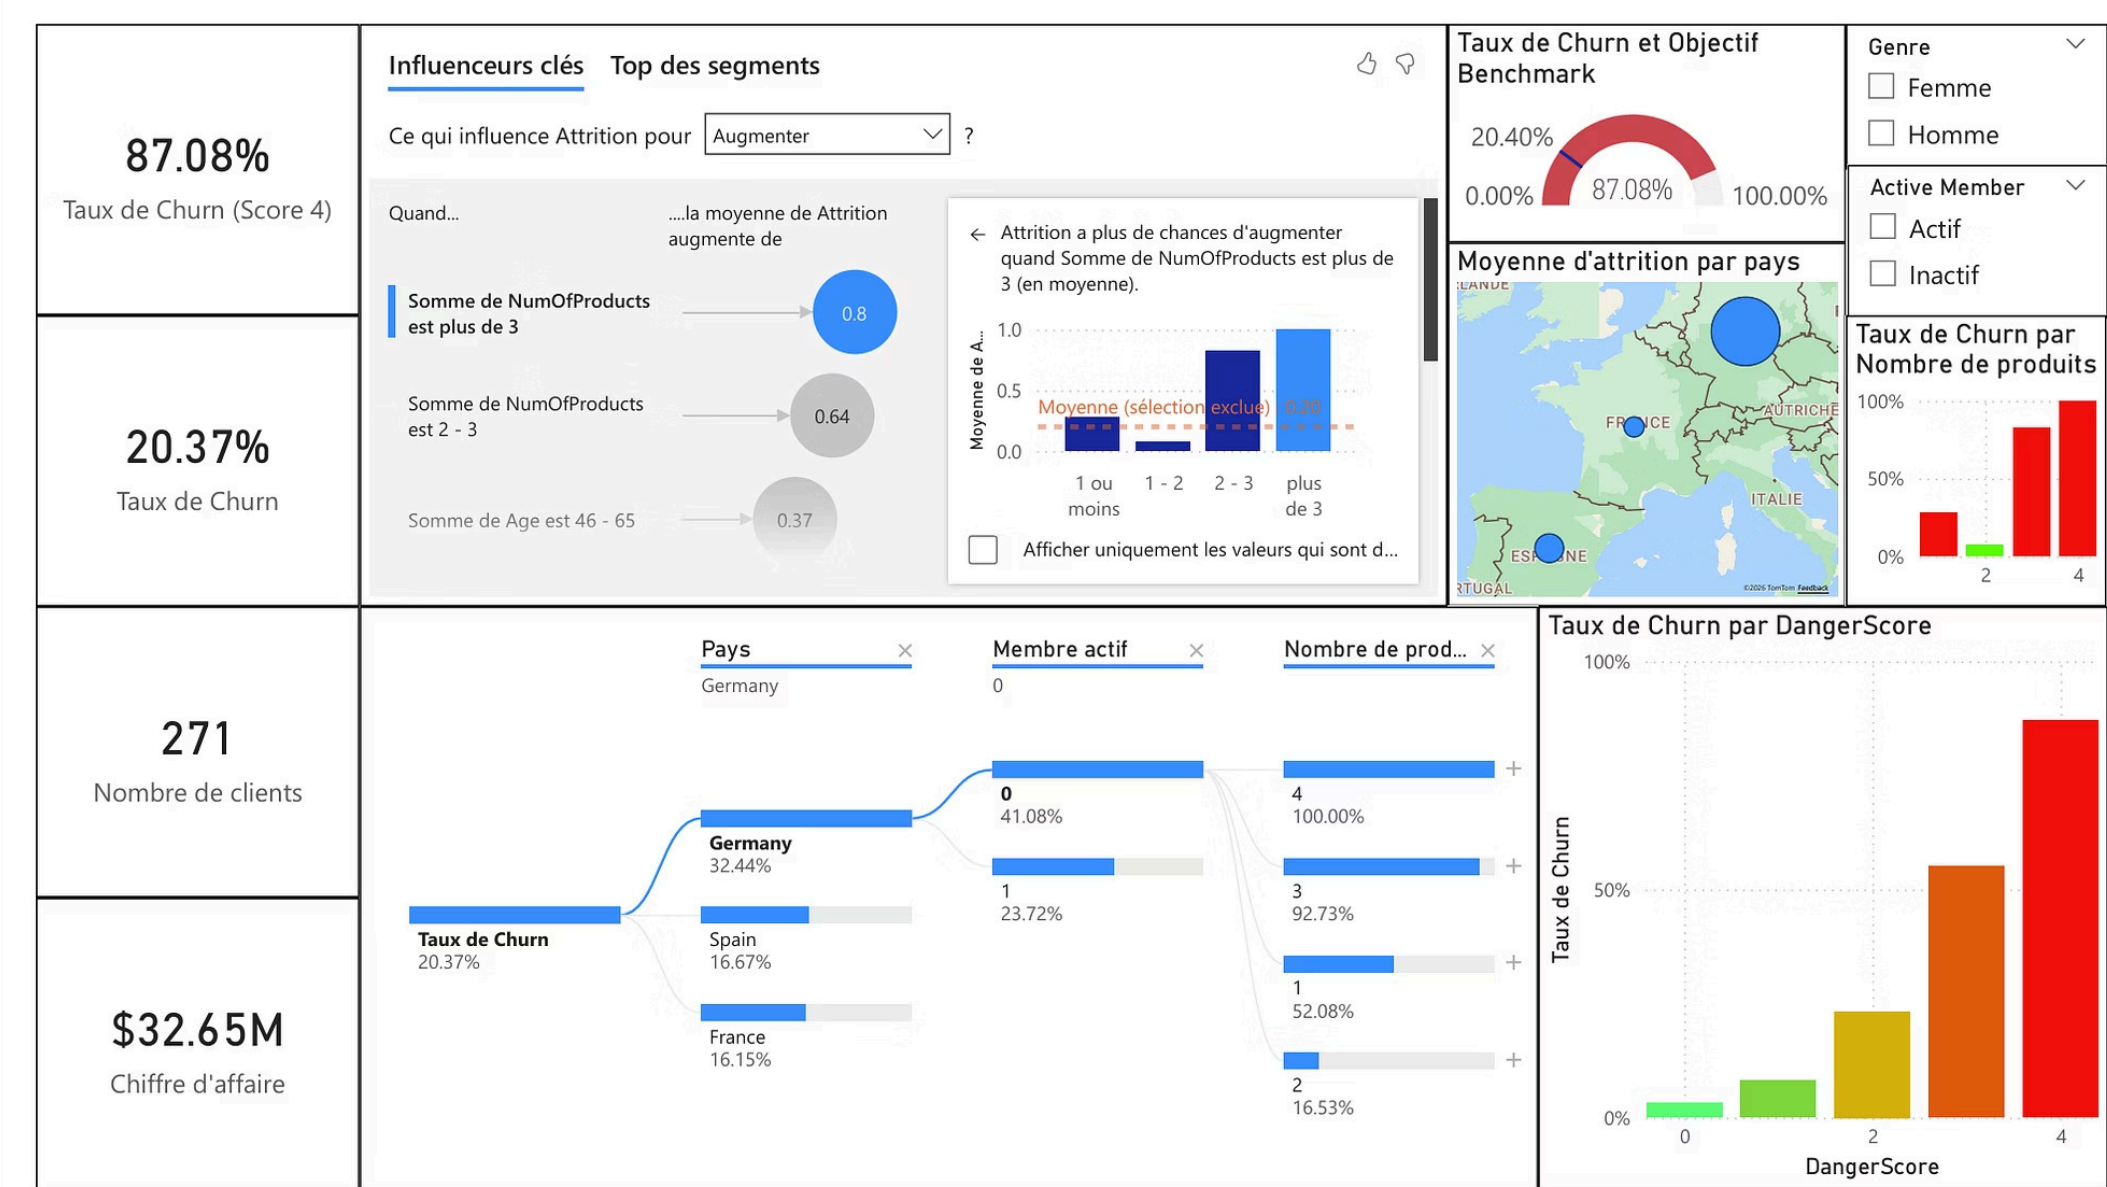 87.08%
Taux de Churn (Score 4)
20.37%
Taux de Churn
271
Nombre de clients
$32.65M
Chiffre d'affaire
Influenceurs clés
Top des segments
Ce qui influence Attrition pour
Augmenter
?
Quand...
....la moyenne de Attrition
augmente de
Somme de NumOfProducts
est plus de 3
0.8
Somme de NumOfProducts
est 2 - 3
0.64
Somme de Age est 46 - 65
0.37
Attrition a plus de chances d'augmenter
quand Somme de NumOfProducts est plus de
3 (en moyenne).
Moyenne de A...
1.0
0.5
0.0
Moyenne (sélection exclue) : 0.20
1 ou
moins
1 - 2
2 - 3
plus
de 3
Afficher uniquement les valeurs qui sont d...
Taux de Churn et Objectif
Benchmark
20.40%
0.00%
87.08%
100.00%
Moyenne d'attrition par pays
RLANDE
FRANCE
AUTRICHE
ITALIE
ESPAGNE
RTUGAL
©2026 TomTom Feedback
Genre
Femme
Homme
Active Member
Actif
Inactif
Taux de Churn par
Nombre de produits
100%
50%
0%
2
4
Pays
Germany
Membre actif
0
Nombre de prod...
Taux de Churn
20.37%
Germany
32.44%
Spain
16.67%
France
16.15%
0
41.08%
1
23.72%
4
100.00%
3
92.73%
1
52.08%
2
16.53%
Taux de Churn par DangerScore
Taux de Churn
100%
50%
0%
0
2
4
DangerScore